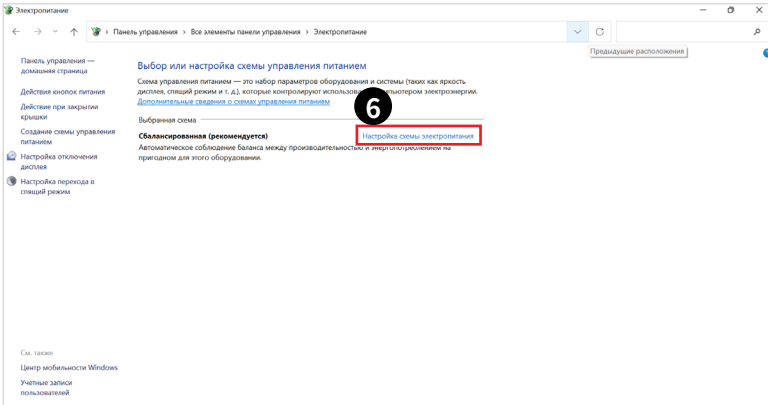 Электропитание
Панель управления › Все элементы панели управления › Электропитание
Предыдущие расположения
Панель управления —
домашняя страница
Действия кнопок питания
Действие при закрытии
крышки
Создание схемы управления
питанием
Настройка отключения
дисплея
Настройка перехода в
спящий режим
Выбор или настройка схемы управления питанием
Схема управления питанием — это набор параметров оборудования и системы (таких как яркость
дисплея, спящий режим и т. д.), которые контролируют электроэнергии.
Дополнительные сведения о схемах управления питанием
6
Выбранная схема
Сбалансированная (рекомендуется) Настройка схемы электропитания
Автоматическое соблюдение баланса между производительностью и энергопотреблением на
пригодном для этого оборудовании.
См. также
Центр мобильности Windows
Учетные записи
пользователей